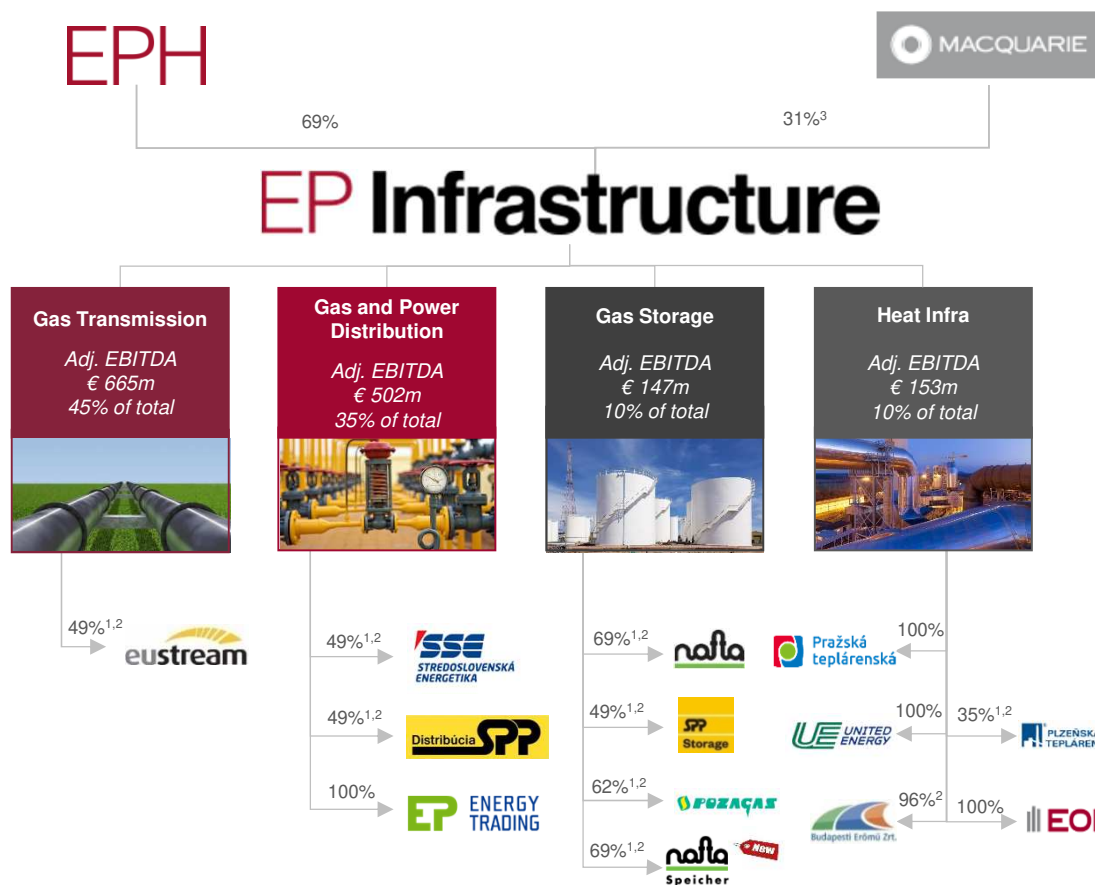 EPH
MACQUARIE
69%
31%3
EP Infrastructure
Gas Transmission
Adj. EBITDA
€ 665m
45% of total
Gas and Power
Distribution
Adj. EBITDA
€ 502m
35% of total
Gas Storage
Adj. EBITDA
€ 147m
10% of total
Heat Infra
Adj. EBITDA
€ 153m
10% of total
49%1,2
eustream
49%1,2
SSE
STREDOSLOVENSKÁ
ENERGETIKA
49%1,2
Distribúcia SPP
100%
EP ENERGY
TRADING
69%1,2
nafta
49%1,2
SPP
Storage
62%1,2
POZAGAS
69%1,2
nafta
Speicher
New
Pražská
teplárenská
100%
UE UNITED
ENERGY
100%
35%1,2
PLZEŇSKÁ
TEPLÁREN
Budapesti Erömü Zrt.
96%2
100%
EOP